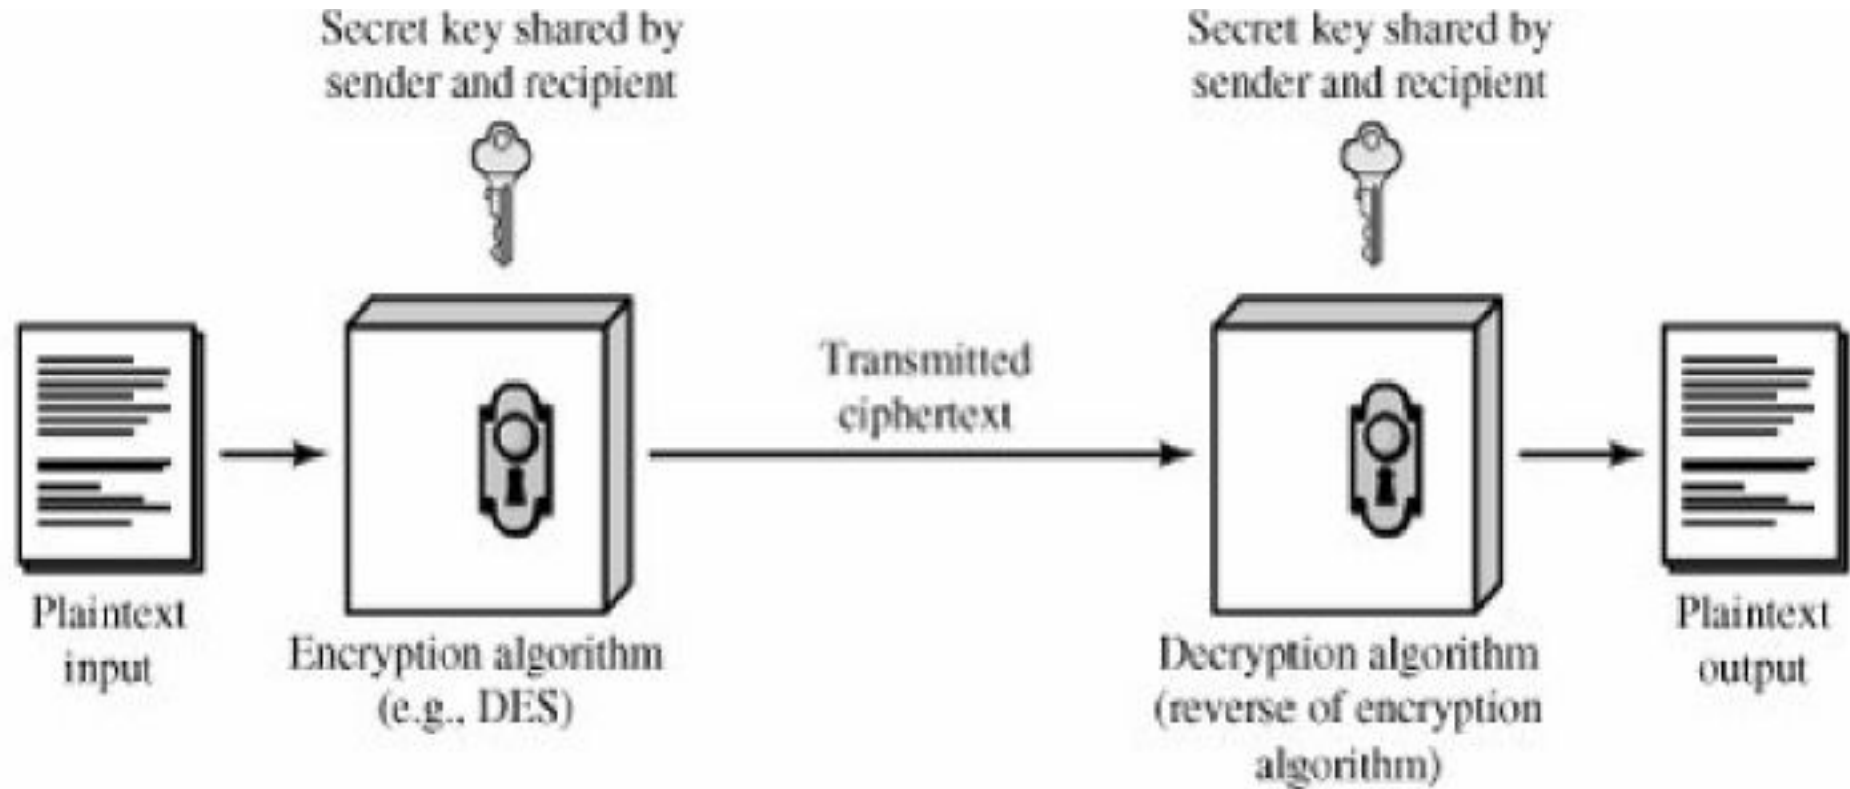 Secret key shared by
sender and recipient
Secret key shared by
sender and recipient
Transmitted
ciphertext
Plaintext
input
Encryption algorithm
(e.g., DES)
Decryption algorithm
(reverse of encryption
algorithm)
Plaintext
output